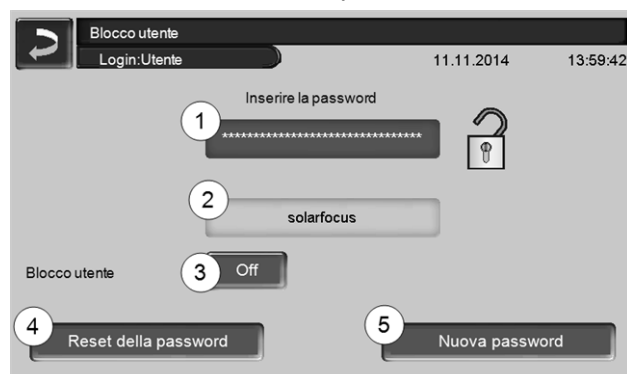 Blocco utente
Login:Utente 11.11.2014 13:59:42
Inserire la password
1 ********************************
2 solarfocus
Blocco utente 3 Off
4 Reset della password 5 Nuova password